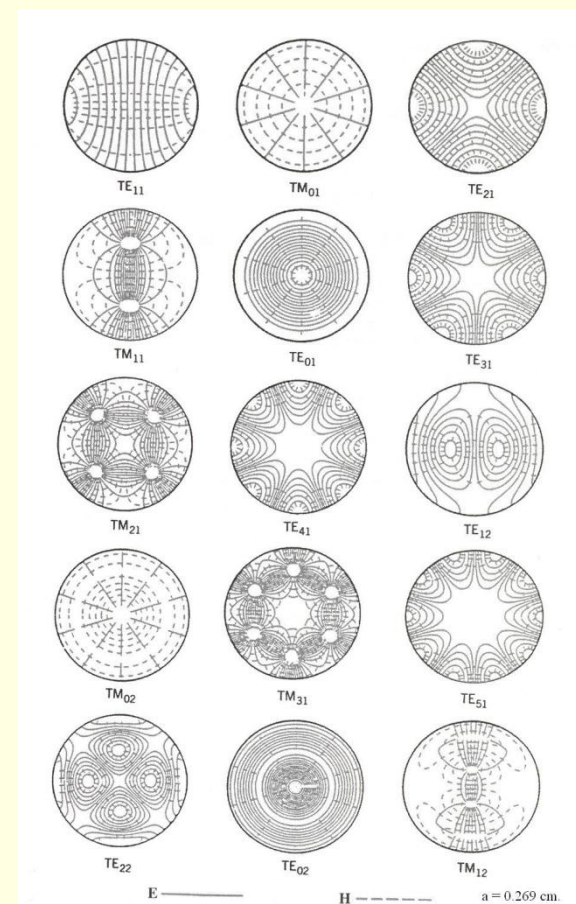 TE₁₁ TM₀₁ TE₂₁
TM₁₁ TE₀₁ TE₃₁
TM₂₁ TE₄₁ TE₁₂
TM₀₂ TM₃₁ TE₅₁
TE₂₂ TE₀₂ TM₁₂
E H a = 0.269 cm.